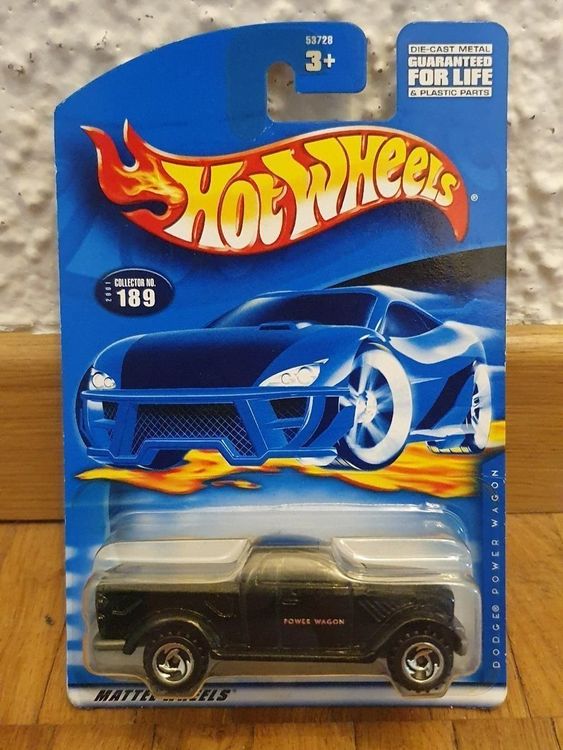 53728
3+
DIE-CAST METAL
GUARANTEED
FOR LIFE
& PLASTIC PARTS
HOT WHEELS®
2001
COLLECTOR NO.
189
DODGE® POWER WAGON
POWER WAGON
MATTEL WHEELS